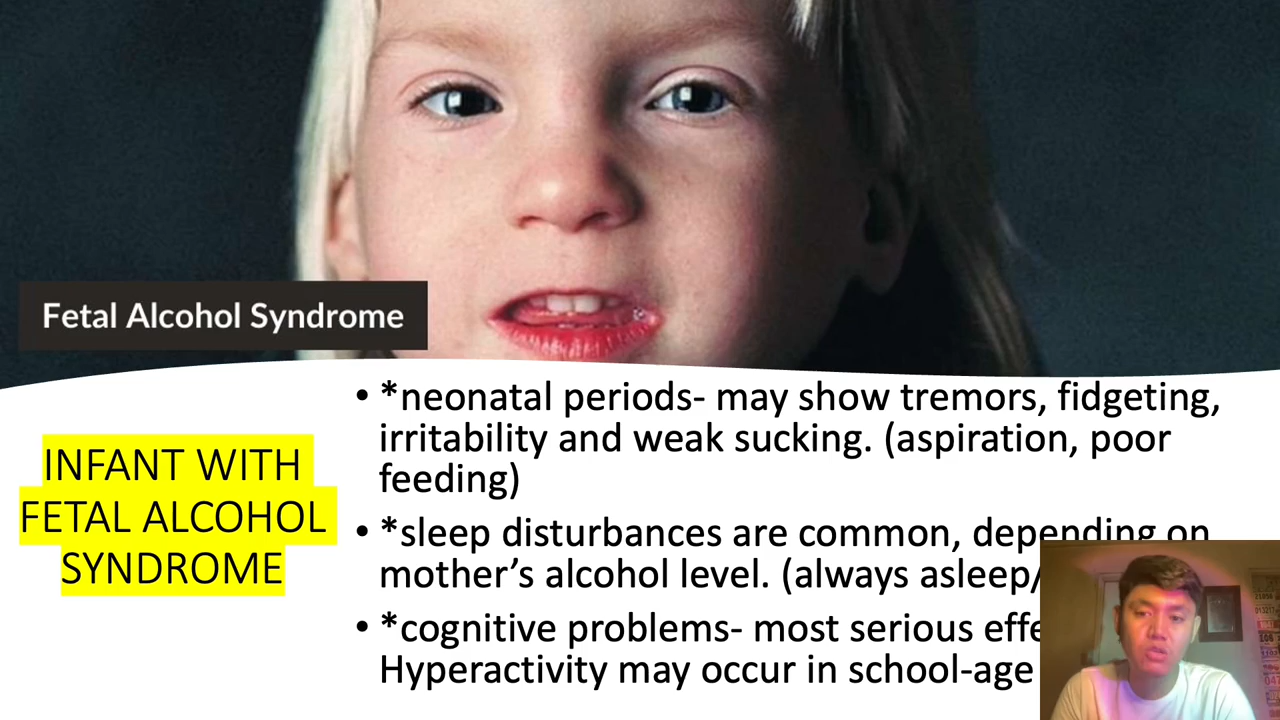 Fetal Alcohol Syndrome
• *neonatal periods- may show tremors, fidgeting,
irritability and weak sucking. (aspiration, poor
feeding)
• *sleep disturbances are common, depending on
mother’s alcohol level. (always asleep/
• *cognitive problems- most serious
Hyperactivity may occur in school-age
INFANT WITH
FETAL ALCOHOL
SYNDROME